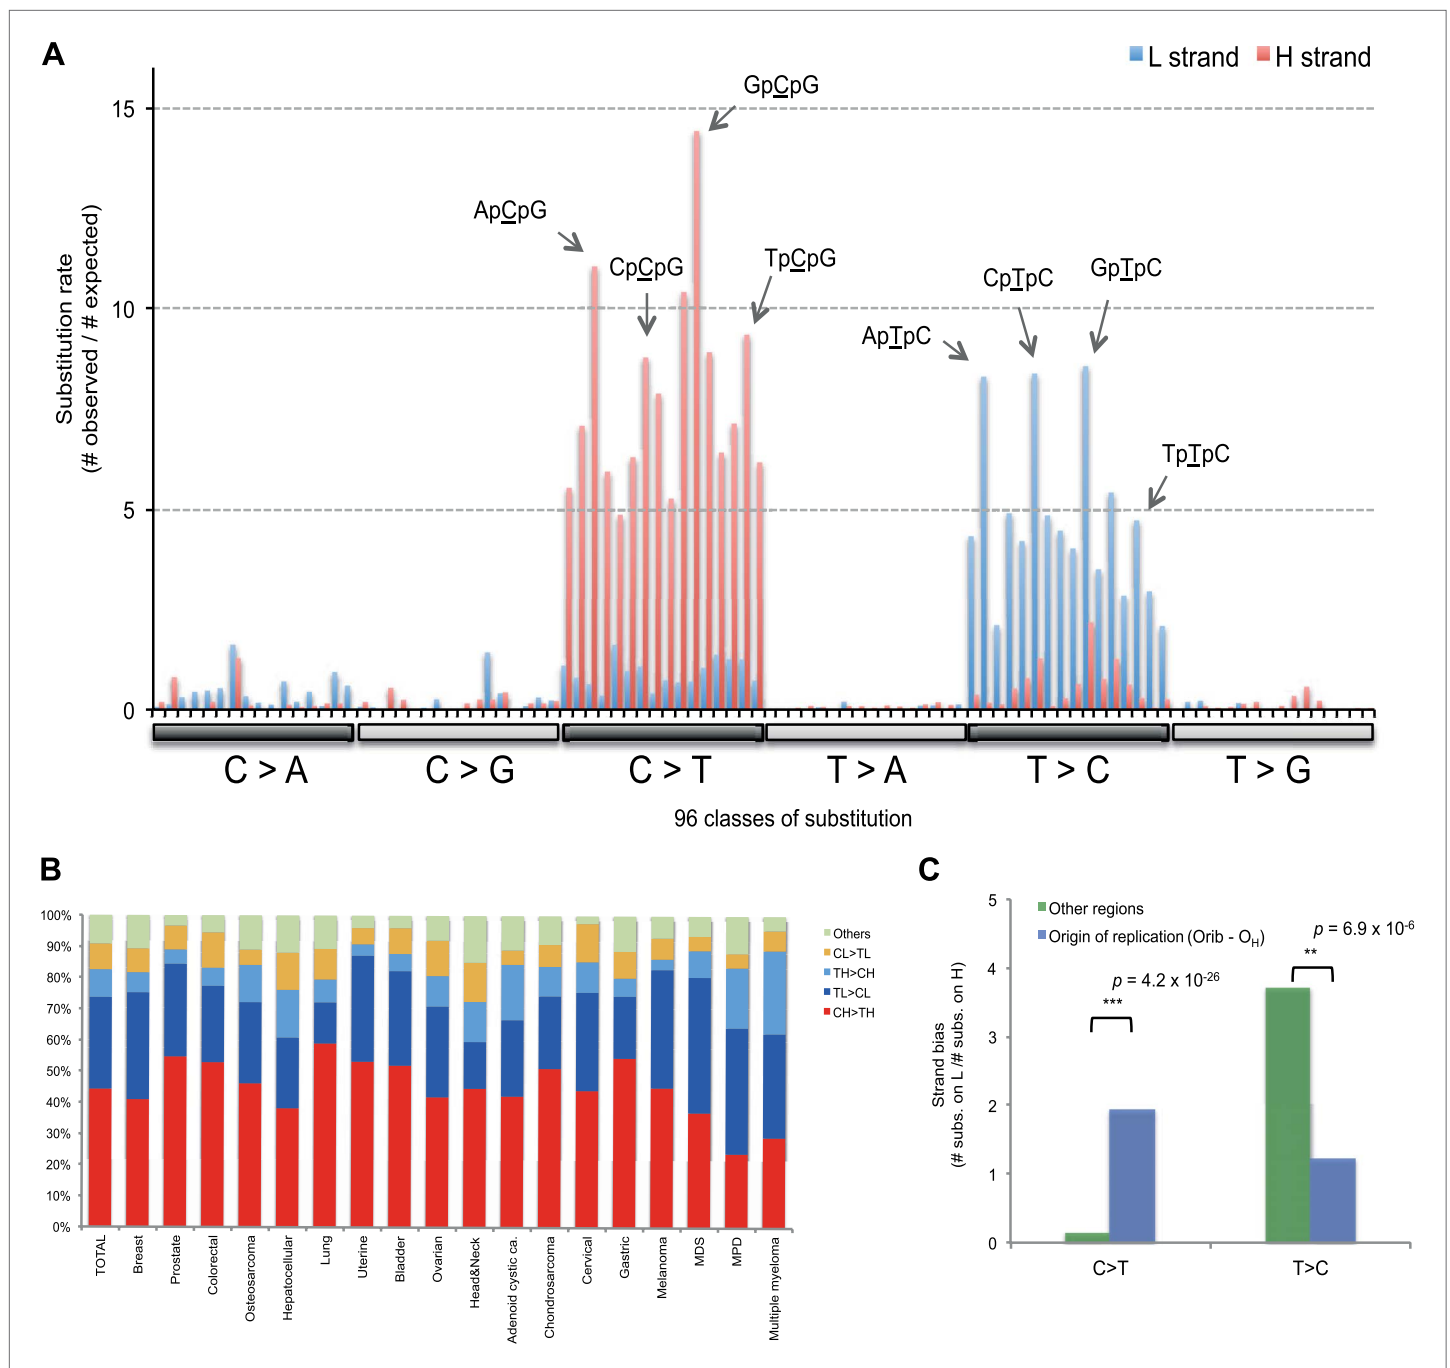 A
L strand
H strand
GpCpG
ApCpG
CpCpG
TpCpG
CpTpC
GpTpC
ApTpC
TpTpC
Substitution rate
(# observed / # expected)
15
10
5
0
C > A
C > G
C > T
T > A
T > C
T > G
96 classes of substitution
B
100%
90%
80%
70%
60%
50%
40%
30%
20%
10%
0%
Others
CL>TL
TH>CH
TL>CL
CH>TH
TOTAL
Breast
Prostate
Colorectal
Osteosarcoma
Hepatocellular
Lung
Uterine
Bladder
Ovarian
Head&Neck
Adenoid cystic ca.
Chondrosarcoma
Cervical
Gastric
Melanoma
MDS
MPD
Multiple myeloma
C
Other regions
Origin of replication (Orib - OH)
p = 6.9 x 10-6
**
p = 4.2 x 10-26
***
Strand bias
(# subs. on L /# subs. on H)
5
4
3
2
1
0
C>T
T>C